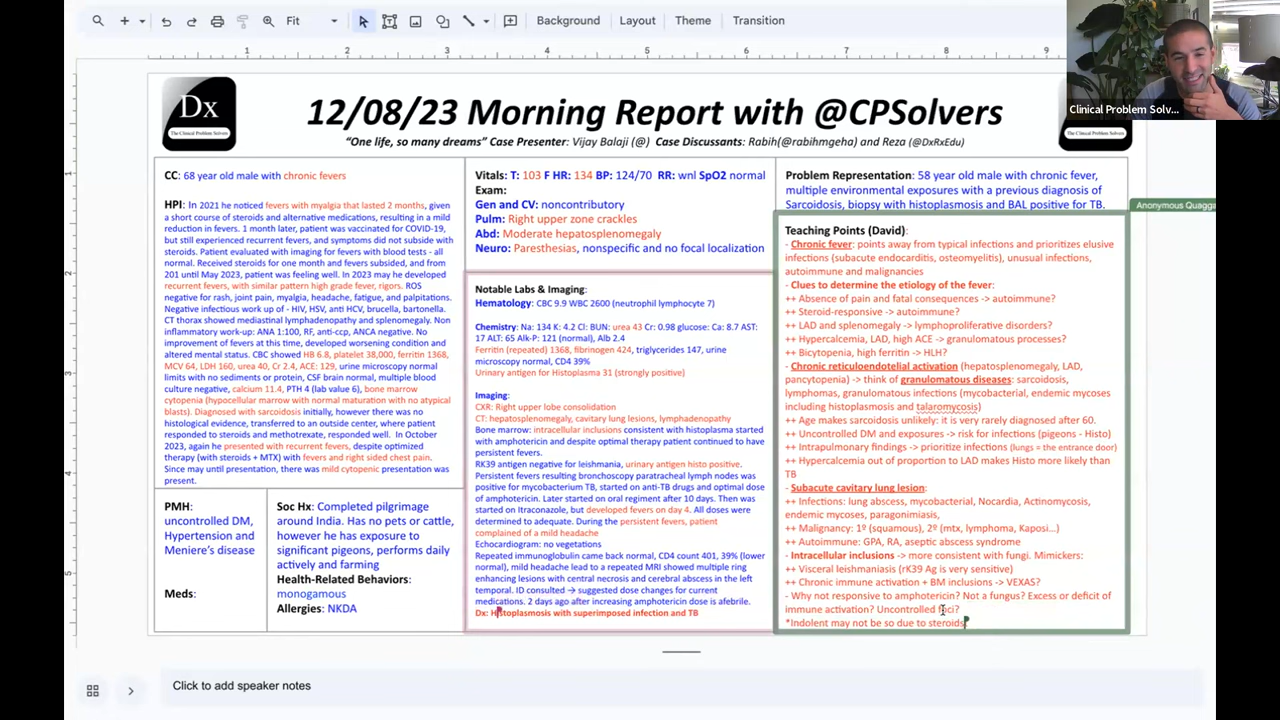 Fit
Background
Layout
Theme
Transition
1
2
3
4
5
6
7
8
9
1
2
3
4
5
Clinical Problem Solv...
Dx
The Clinical Problem Solvers
12/08/23 Morning Report with @CPSolvers
"One life, so many dreams" Case Presenter: Vijay Balaji (@) Case Discussants: Rabih(@rabihmgeha) and Reza (@DxRxEdu)
The Clinical Problem Solvers
CC: 68 year old male with chronic fevers
HPI: In 2021 he noticed fevers with myalgia that lasted 2 months, given
a short course of steroids and alternative medications, resulting in a mild
reduction in fevers. 1 month later, patient was vaccinated for COVID-19,
but still experienced recurrent fevers, and symptoms did not subside with
steroids. Patient evaluated with imaging for fevers with blood tests - all
normal. Received steroids for one month and fevers subsided, and from
201 until May 2023, patient was feeling well. In 2023 may he developed
recurrent fevers, with similar pattern high grade fever, rigors. ROS
negative for rash, joint pain, myalgia, headache, fatigue, and palpitations.
Negative infectious work up of - HIV, HSV, anti HCV, brucella, bartonella.
CT thorax showed mediastinal lymphadenopathy and splenomegaly. Non
inflammatory work-up: ANA 1:100, RF, anti-ccp, ANCA negative. No
improvement of fevers at this time, developed worsening condition and
altered mental status. CBC showed HB 6.8, platelet 38,000, ferritin 1368,
MCV 64, LDH 160, urea 40, Cr 2.4, ACE: 129, urine microscopy normal
limits with no sediments or protein, CSF brain normal, multiple blood
culture negative, calcium 11.4, PTH 4 (lab value 6), bone marrow
cytopenia (hypocellular marrow with normal maturation with no atypical
blasts). Diagnosed with sarcoidosis initially, however there was no
histological evidence, transferred to an outside center, where patient
responded to steroids and methotrexate, responded well. In October
2023, again he presented with recurrent fevers, despite optimized
therapy (with steroids + MTX) with fevers and right sided chest pain.
Since may until presentation, there was mild cytopenic presentation was
present.
PMH:
uncontrolled DM,
Hypertension and
Meniere's disease
Meds:
Soc Hx: Completed pilgrimage
around India. Has no pets or cattle,
however he has exposure to
significant pigeons, performs daily
actively and farming
Health-Related Behaviors:
monogamous
Allergies: NKDA
Vitals: T: 103 F HR: 134 BP: 124/70 RR: wnl SpO2 normal
Exam:
Gen and CV: noncontributory
Pulm: Right upper zone crackles
Abd: Moderate hepatosplenomegaly
Neuro: Paresthesias, nonspecific and no focal localization
Notable Labs & Imaging:
Hematology: CBC 9.9 WBC 2600 (neutrophil lymphocyte 7)
Chemistry: Na: 134 K: 4.2 Cl: BUN: urea 43 Cr: 0.98 glucose: Ca: 8.7 AST:
17 ALT: 65 Alk-P: 121 (normal), Alb 2.4
Ferritin (repeated) 1368, fibrinogen 424, triglycerides 147, urine
microscopy normal, CD4 39%
Urinary antigen for Histoplasma 31 (strongly positive)
Imaging:
CXR: Right upper lobe consolidation
CT: hepatosplenomegaly, cavitary lung lesions, lymphadenopathy
Bone marrow: intracellular inclusions consistent with histoplasma started
with amphotericin and despite optimal therapy patient continued to have
persistent fevers.
RK39 antigen negative for leishmania, urinary antigen histo positive.
Persistent fevers resulting bronchoscopy paratracheal lymph nodes was
positive for mycobacterium TB, started on anti-TB drugs and optimal dose
of amphotericin. Later started on oral regiment after 10 days. Then was
started on Itraconazole, but developed fevers on day 4. All doses were
determined to adequate. During the persistent fevers, patient
complained of a mild headache
Echocardiogram: no vegetations
Repeated immunoglobulin came back normal, CD4 count 401, 39% (lower
normal), mild headache lead to a repeated MRI showed multiple ring
enhancing lesions with central necrosis and cerebral abscess in the left
temporal. ID consulted → suggested dose changes for current
medications. 2 days ago after increasing amphotericin dose is afebrile.
Dx: Histoplasmosis with superimposed infection and TB
Problem Representation: 58 year old male with chronic fever,
multiple environmental exposures with a previous diagnosis of
Sarcoidosis, biopsy with histoplasmosis and BAL positive for TB.
Anonymous Quagga
Teaching Points (David):
- Chronic fever: points away from typical infections and prioritizes elusive
infections (subacute endocarditis, osteomyelitis), unusual infections,
autoimmune and malignancies
- Clues to determine the etiology of the fever:
++ Absence of pain and fatal consequences -> autoimmune?
++ Steroid-responsive -> autoimmune?
++ LAD and splenomegaly -> lymphoproliferative disorders?
++ Hypercalcemia, LAD, high ACE -> granulomatous processes?
++ Bicytopenia, high ferritin -> HLH?
- Chronic reticuloendotelial activation (hepatosplenomegaly, LAD,
pancytopenia) -> think of granulomatous diseases: sarcoidosis,
lymphomas, granulomatous infections (mycobacterial, endemic mycoses
including histoplasmosis and talaromycosis)
++ Age makes sarcoidosis unlikely: it is very rarely diagnosed after 60.
++ Uncontrolled DM and exposures -> risk for infections (pigeons - Histo)
++ Intrapulmonary findings -> prioritize infections (lungs = the entrance door)
++ Hypercalcemia out of proportion to LAD makes Histo more likely than
TB
- Subacute cavitary lung lesion:
++ Infections: lung abscess, mycobacterial, Nocardia, Actinomycosis,
endemic mycoses, paragonimiasis,
++ Malignancy: 1º (squamous), 2º (mtx, lymphoma, Kaposi...)
++ Autoimmune: GPA, RA, aseptic abscess syndrome
- Intracellular inclusions -> more consistent with fungi. Mimickers:
++ Visceral leishmaniasis (rK39 Ag is very sensitive)
++ Chronic immune activation + BM inclusions -> VEXAS?
- Why not responsive to amphotericin? Not a fungus? Excess or deficit of
immune activation? Uncontrolled foci?
*Indolent may not be so due to steroids
Click to add speaker notes